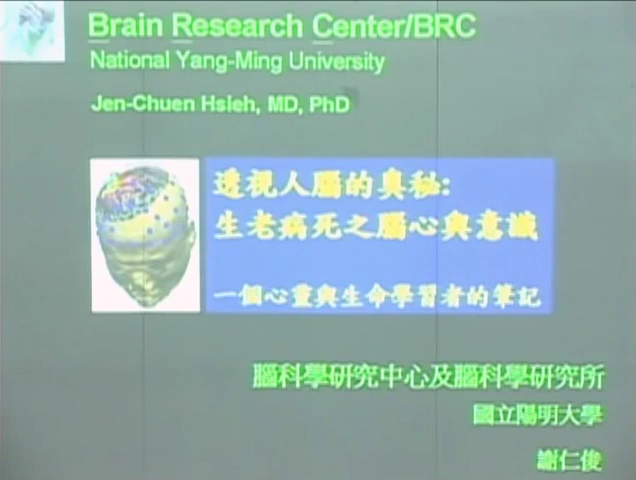 Brain Research Center/BRC
National Yang-Ming University
Jen-Chuen Hsieh, MD, PhD
透視人腦的奧秘:
生老病死之腦心與意識
一個心靈與生命學習者的筆記
腦科學研究中心及腦科學研究所
國立陽明大學
謝仁俊